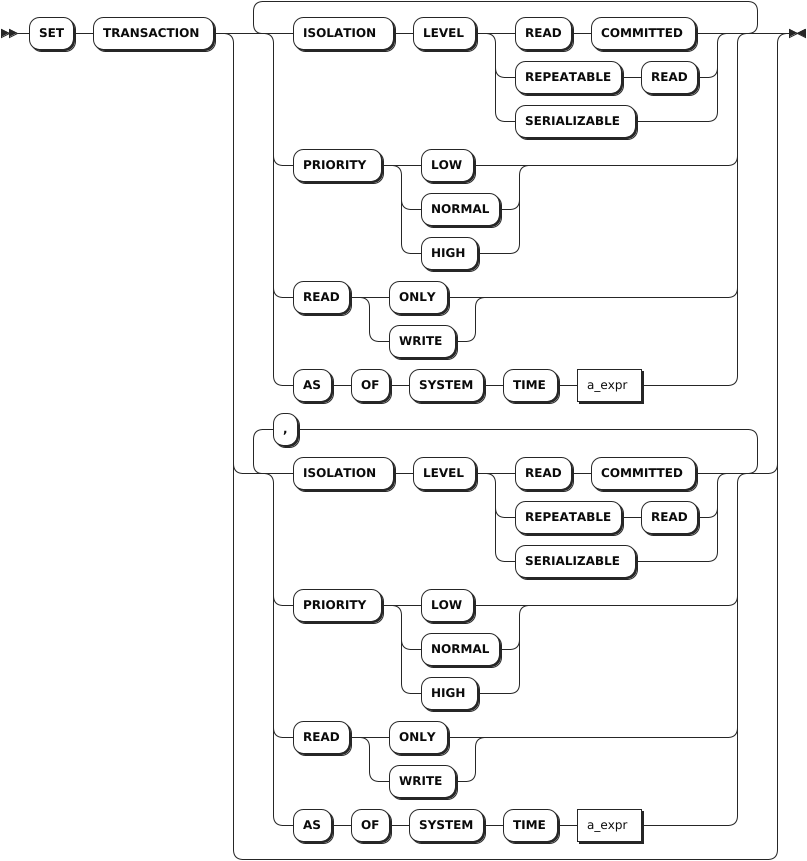 SET TRANSACTION ISOLATION LEVEL READ COMMITTED
REPEATABLE READ
SERIALIZABLE
PRIORITY LOW
NORMAL
HIGH
READ ONLY
WRITE
AS OF SYSTEM TIME a_expr
,
ISOLATION LEVEL READ COMMITTED
REPEATABLE READ
SERIALIZABLE
PRIORITY LOW
NORMAL
HIGH
READ ONLY
WRITE
AS OF SYSTEM TIME a_expr